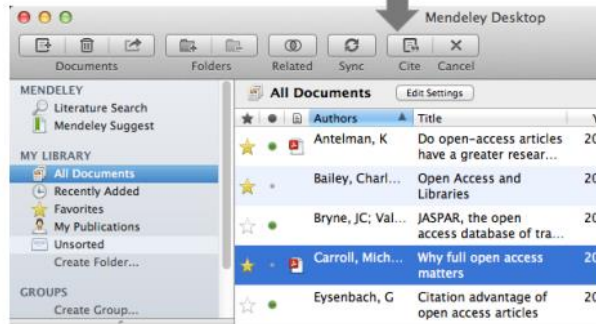 Mendeley Desktop
Documents Folders Related Sync Cite Cancel
MENDELEY
Literature Search
Mendeley Suggest
MY LIBRARY
All Documents
Recently Added
Favorites
My Publications
Unsorted
Create Folder...
GROUPS
Create Group...
All Documents Edit Settings
Authors Title
Antelman, K Do open-access articles 20
have a greater resear...
Bailey, Charl... Open Access and 20
Libraries
Bryne, JC; Val... JASPAR, the open 20
access database of tra...
Carroll, Mich... Why full open access 20
matters
Eysenbach, G Citation advantage of 20
open access articles